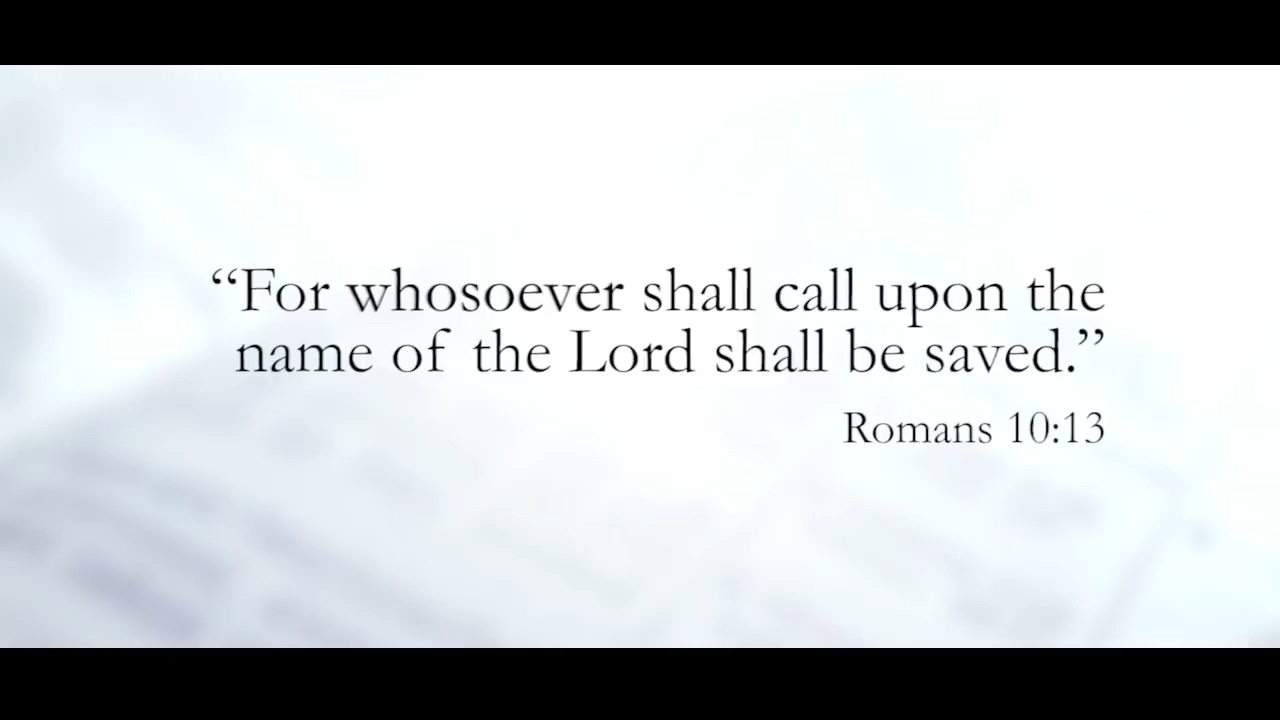 “For whosoever shall call upon the
name of the Lord shall be saved.”
Romans 10:13